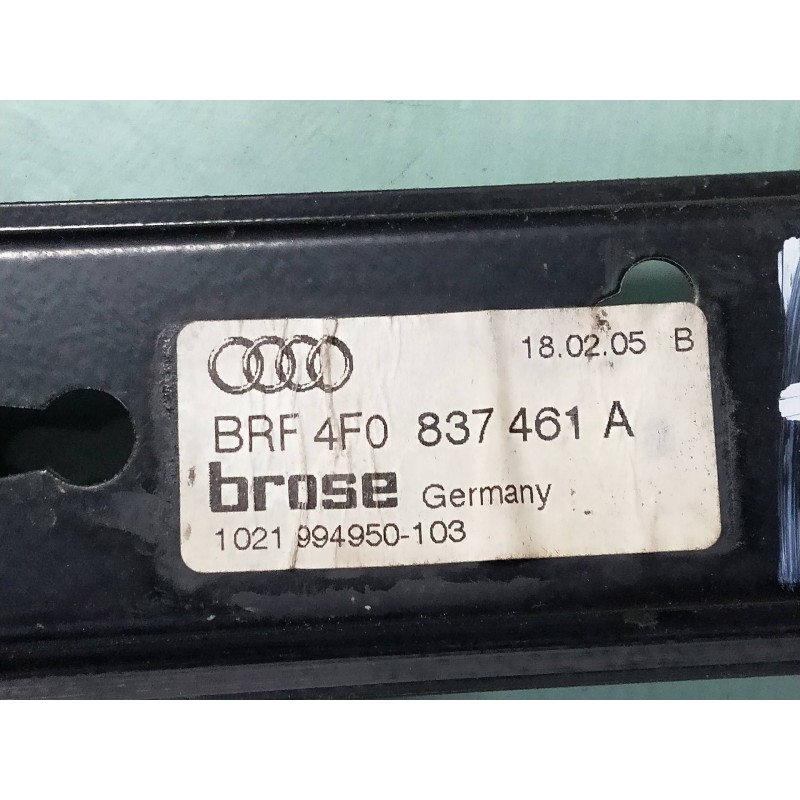 18.02.05 B
BRF 4F0 837 461 A
brose Germany
1021 994950-103